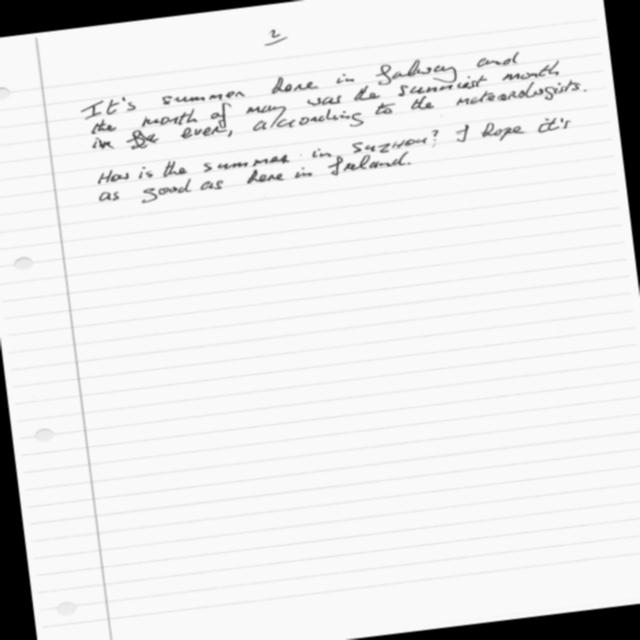 2
It's summer here in Galway and
the month of may was the sunniest month
in ever, according to the meteorologists.
How is the summer in Suzhou? I hope it's
as good as here in Ireland.